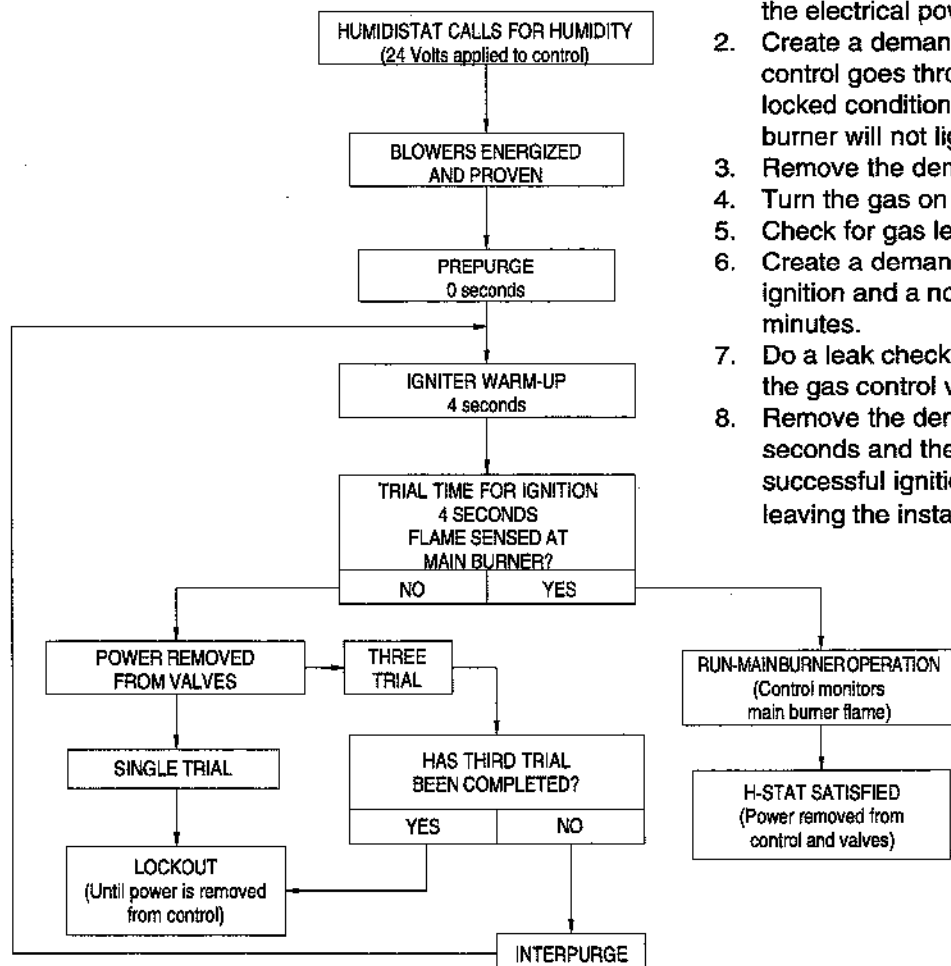 HUMIDISTAT CALLS FOR HUMIDITY
(24 Volts applied to control)
BLOWERS ENERGIZED
AND PROVEN
PREPURGE
0 seconds
IGNITER WARM-UP
4 seconds
TRIAL TIME FOR IGNITION
4 SECONDS
FLAME SENSED AT
MAIN BURNER?
NO
YES
POWER REMOVED
FROM VALVES
THREE
TRIAL
SINGLE TRIAL
HAS THIRD TRIAL
BEEN COMPLETED?
YES
NO
LOCKOUT
(Until power is removed
from control)
INTERPURGE
RUN-MAIN BURNER OPERATION
(Control monitors
main burner flame)
H-STAT SATISFIED
(Power removed from
control and valves)
the electrical pow
2. Create a deman
control goes thro
locked condition
burner will not lig
3. Remove the den
4. Turn the gas on
5. Check for gas le
6. Create a deman
ignition and a no
minutes.
7. Do a leak check
the gas control v
8. Remove the der
seconds and the
successful ignitio
leaving the insta